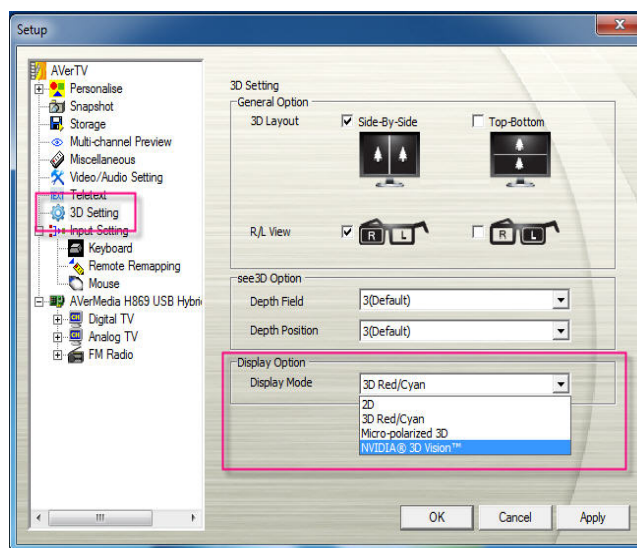 Setup
AVerTV
Personalise
Snapshot
Storage
Multi-channel Preview
Miscellaneous
Video/Audio Setting
TEXT Teletext
3D Setting
Input Setting
Keyboard
Remote Remapping
Mouse
AVerMedia H869 USB Hybri
CH Digital TV
CH Analog TV
FM Radio
3D Setting
General Option
3D Layout Side-By-Side Top-Bottom
R/L View R L R L
see3D Option
Depth Field 3(Default)
Depth Position 3(Default)
Display Option
Display Mode 3D Red/Cyan
2D
3D Red/Cyan
Micro-polarized 3D
NVIDIA® 3D Vision™
OK Cancel Apply